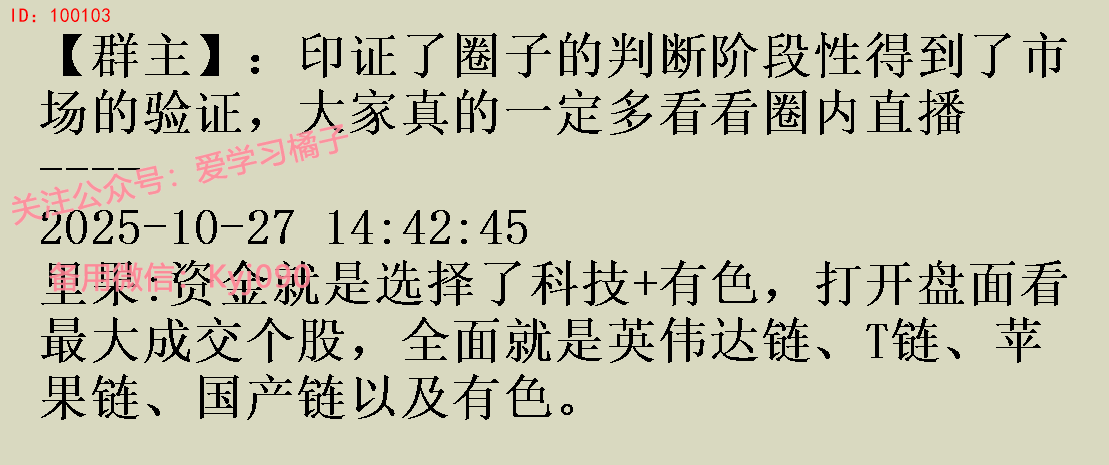 ID: 100103
【群主】：印证了圈子的判断阶段性得到了市
场的验证，大家真的一定多看看圈内直播
----
关注公众号：爱学习橘子
2025-10-27 14:42:45
备用微信：Kyj090
里果:资金就是选择了科技+有色，打开盘面看
最大成交个股，全面就是英伟达链、T链、苹
果链、国产链以及有色。